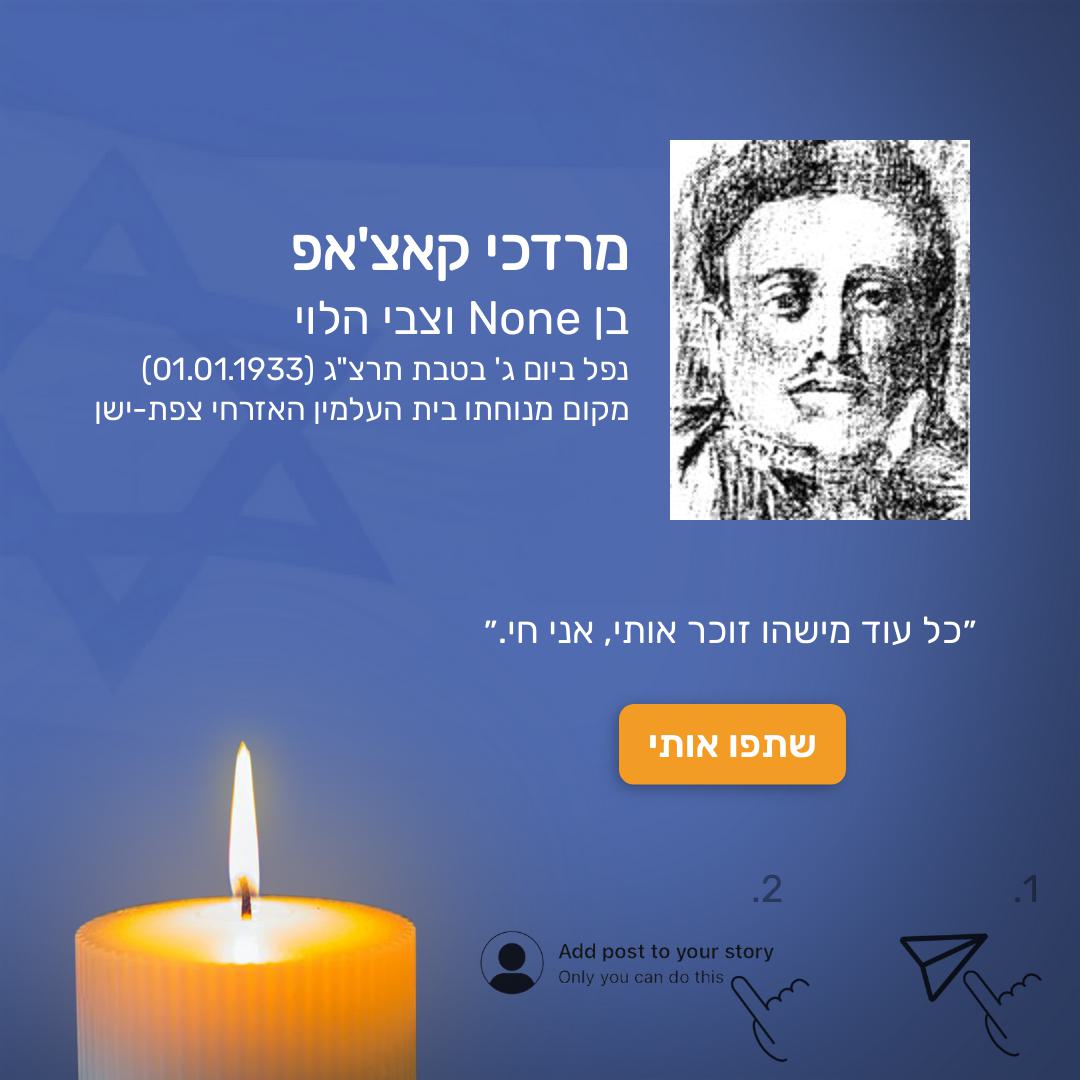 מרדכי קאצ'אפ
בן None וצבי הלוי
נפל ביום ג' בטבת תרצ"ג (01.01.1933)
מקום מנוחתו בית העלמין האזרחי צפת-ישן
״כל עוד מישהו זוכר אותי, אני חי.״
שתפו אותי
.1
.2
Add post to your story
Only you can do this